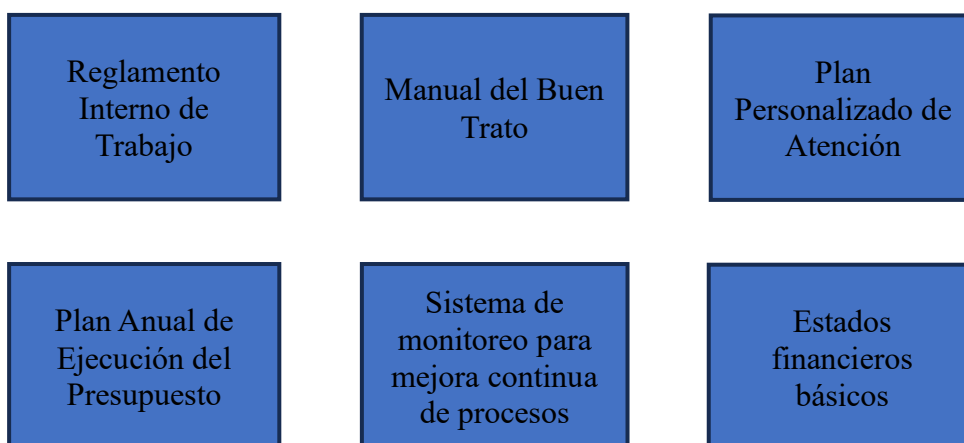 Reglamento
Interno de
Trabajo
Manual del Buen
Trato
Plan
Personalizado de
Atención
Plan Anual de
Ejecución del
Presupuesto
Sistema de
monitoreo para
mejora continua
de procesos
Estados
financieros
básicos